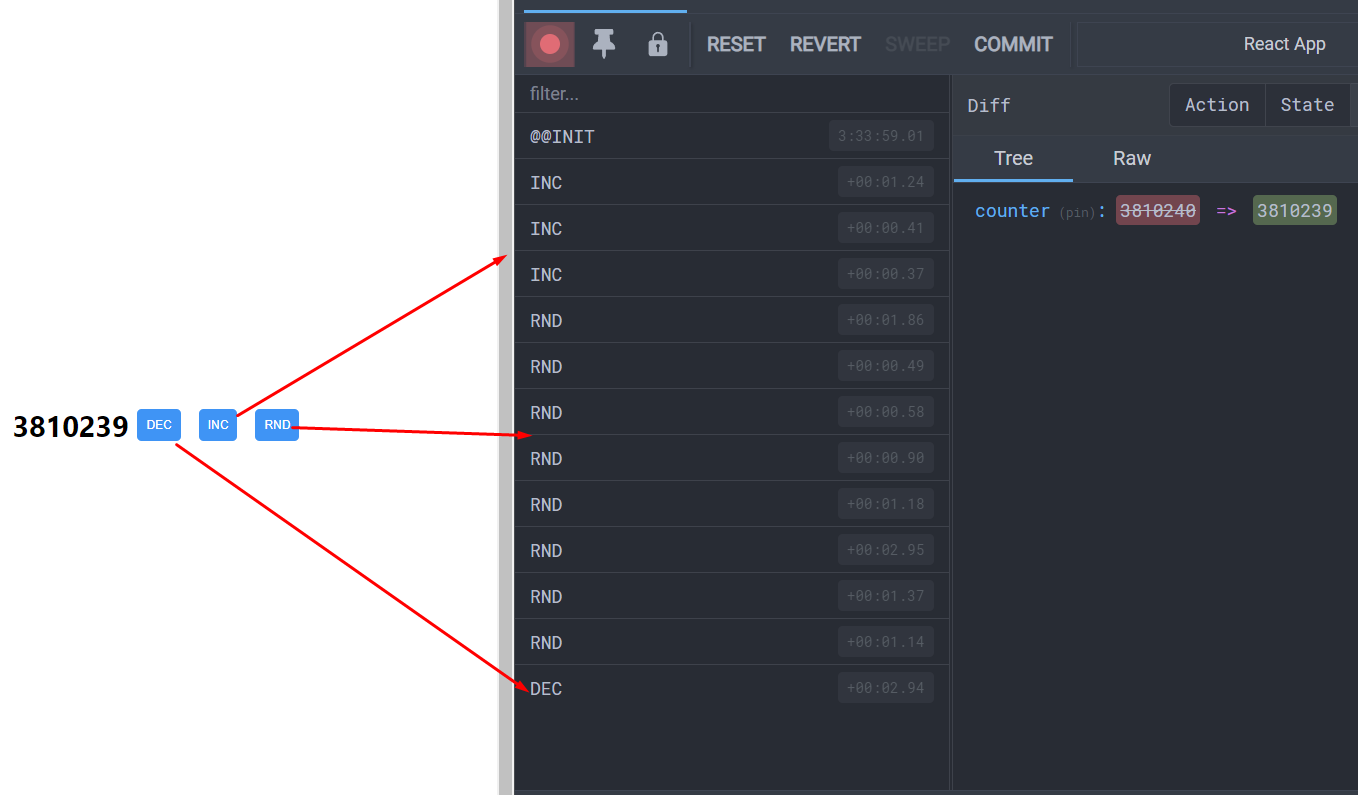 3810239 DEC INC RND
RESET REVERT SWEEP COMMIT React App
filter...
@@INIT 3:33:59.01
INC +00:01.24
INC +00:00.41
INC +00:00.37
RND +00:01.86
RND +00:00.49
RND +00:00.58
RND +00:00.90
RND +00:01.18
RND +00:02.95
RND +00:01.37
RND +00:01.14
DEC +00:02.94
Diff Action State
Tree Raw
counter (pin): 3810240 => 3810239